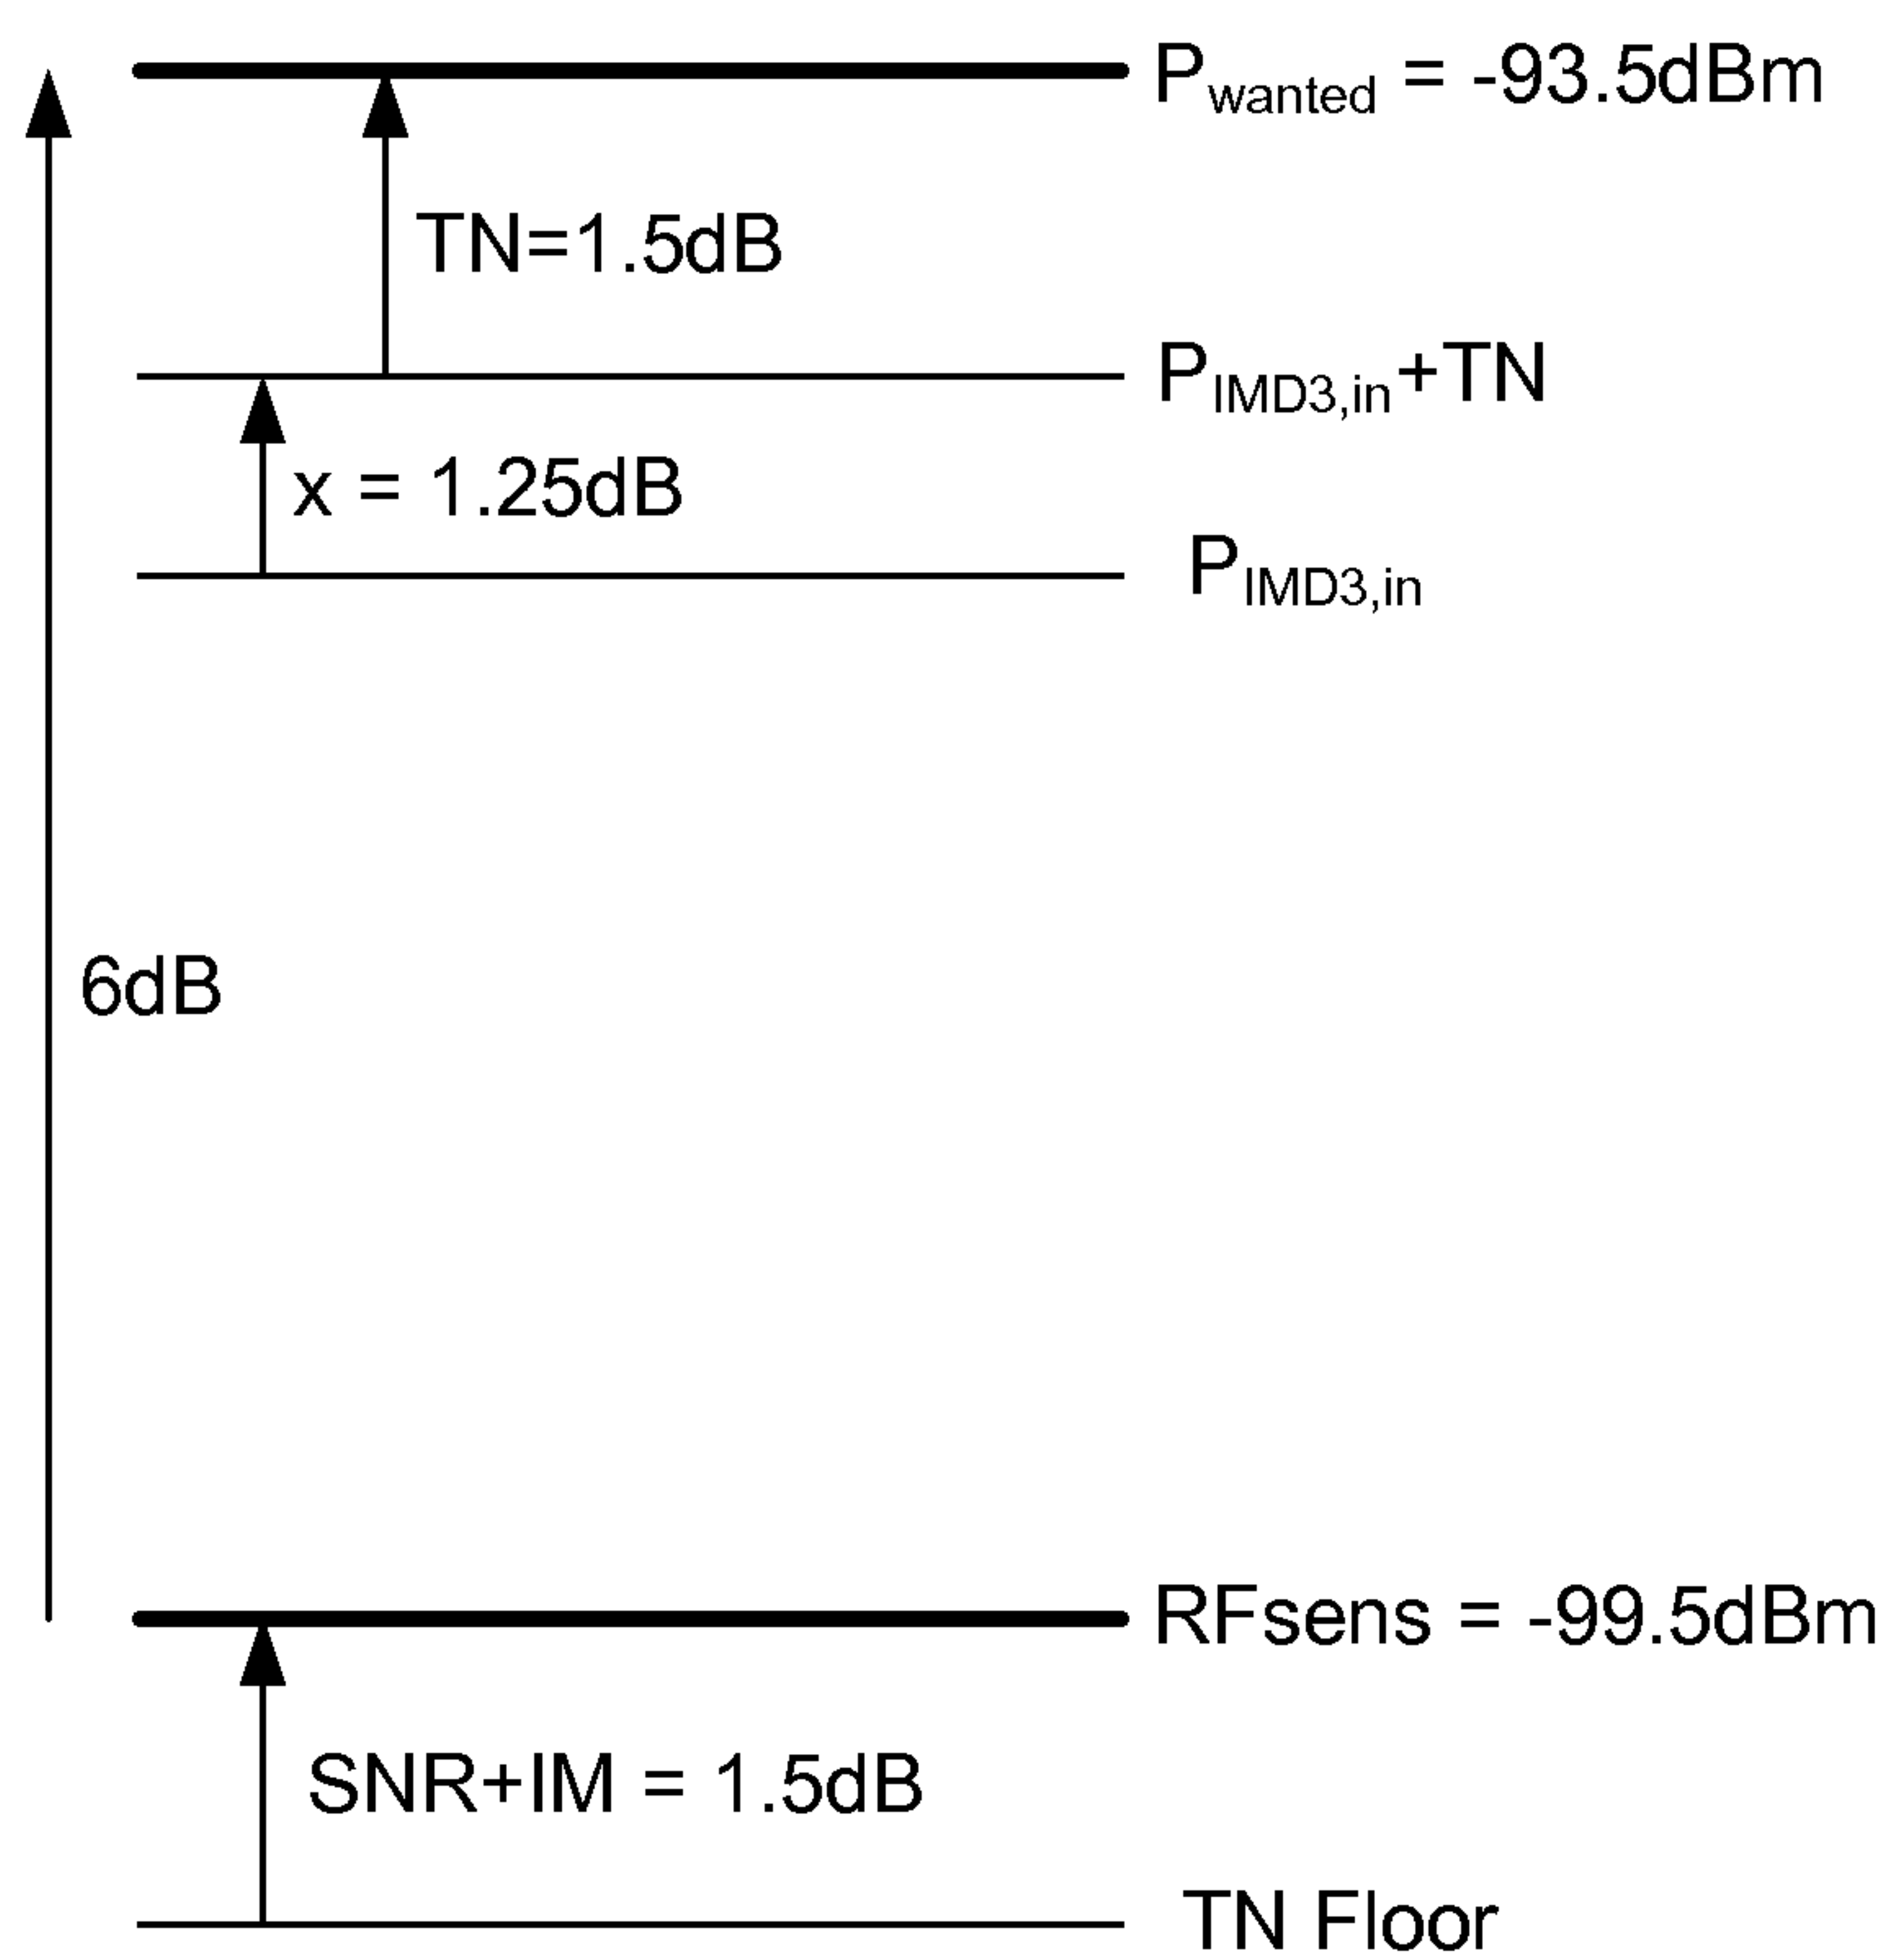 P_wanted = -93.5dBm
TN=1.5dB
P_IMD3,in+TN
x = 1.25dB
P_IMD3,in
6dB
RFsens = -99.5dBm
SNR+IM = 1.5dB
TN Floor